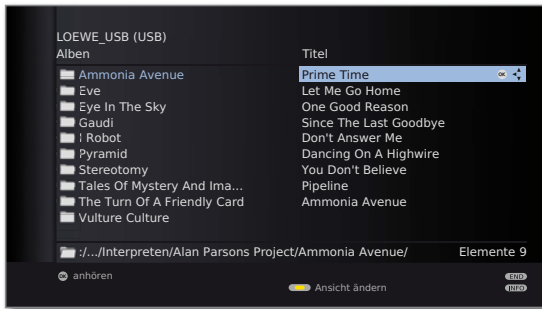 LOEWE_USB (USB)
Alben
Titel
Ammonia Avenue
Eve
Eye In The Sky
Gaudi
I Robot
Pyramid
Stereotomy
Tales Of Mystery And Ima...
The Turn Of A Friendly Card
Vulture Culture
Prime Time OK
Let Me Go Home
One Good Reason
Since The Last Goodbye
Don't Answer Me
Dancing On A Highwire
You Don't Believe
Pipeline
Ammonia Avenue
:/.../Interpreten/Alan Parsons Project/Ammonia Avenue/ Elemente 9
OK anhören
END
Ansicht ändern
INFO